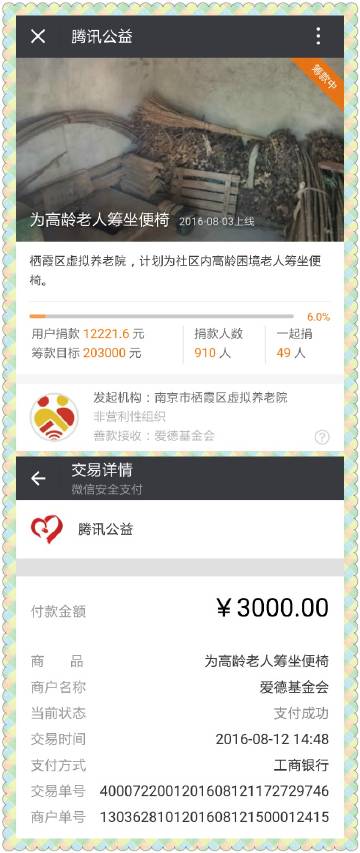 腾讯公益
筹款中
为高龄老人筹坐便椅 2016-08-03上线
栖霞区虚拟养老院，计划为社区内高龄困境老人筹坐便
椅。
6.0%
用户捐款 12221.6 元 捐款人数 一起捐
筹款目标 203000 元 910 人 49 人
发起机构：南京市栖霞区虚拟养老院
非营利性组织
善款接收：爱德基金会
交易详情
微信安全支付
腾讯公益
付款金额 ￥3000.00
商 品 为高龄老人筹坐便椅
商户名称 爱德基金会
当前状态 支付成功
交易时间 2016-08-12 14:48
支付方式 工商银行
交易单号 4000722001201608121172729746
商户单号 1303628101201608121500012415